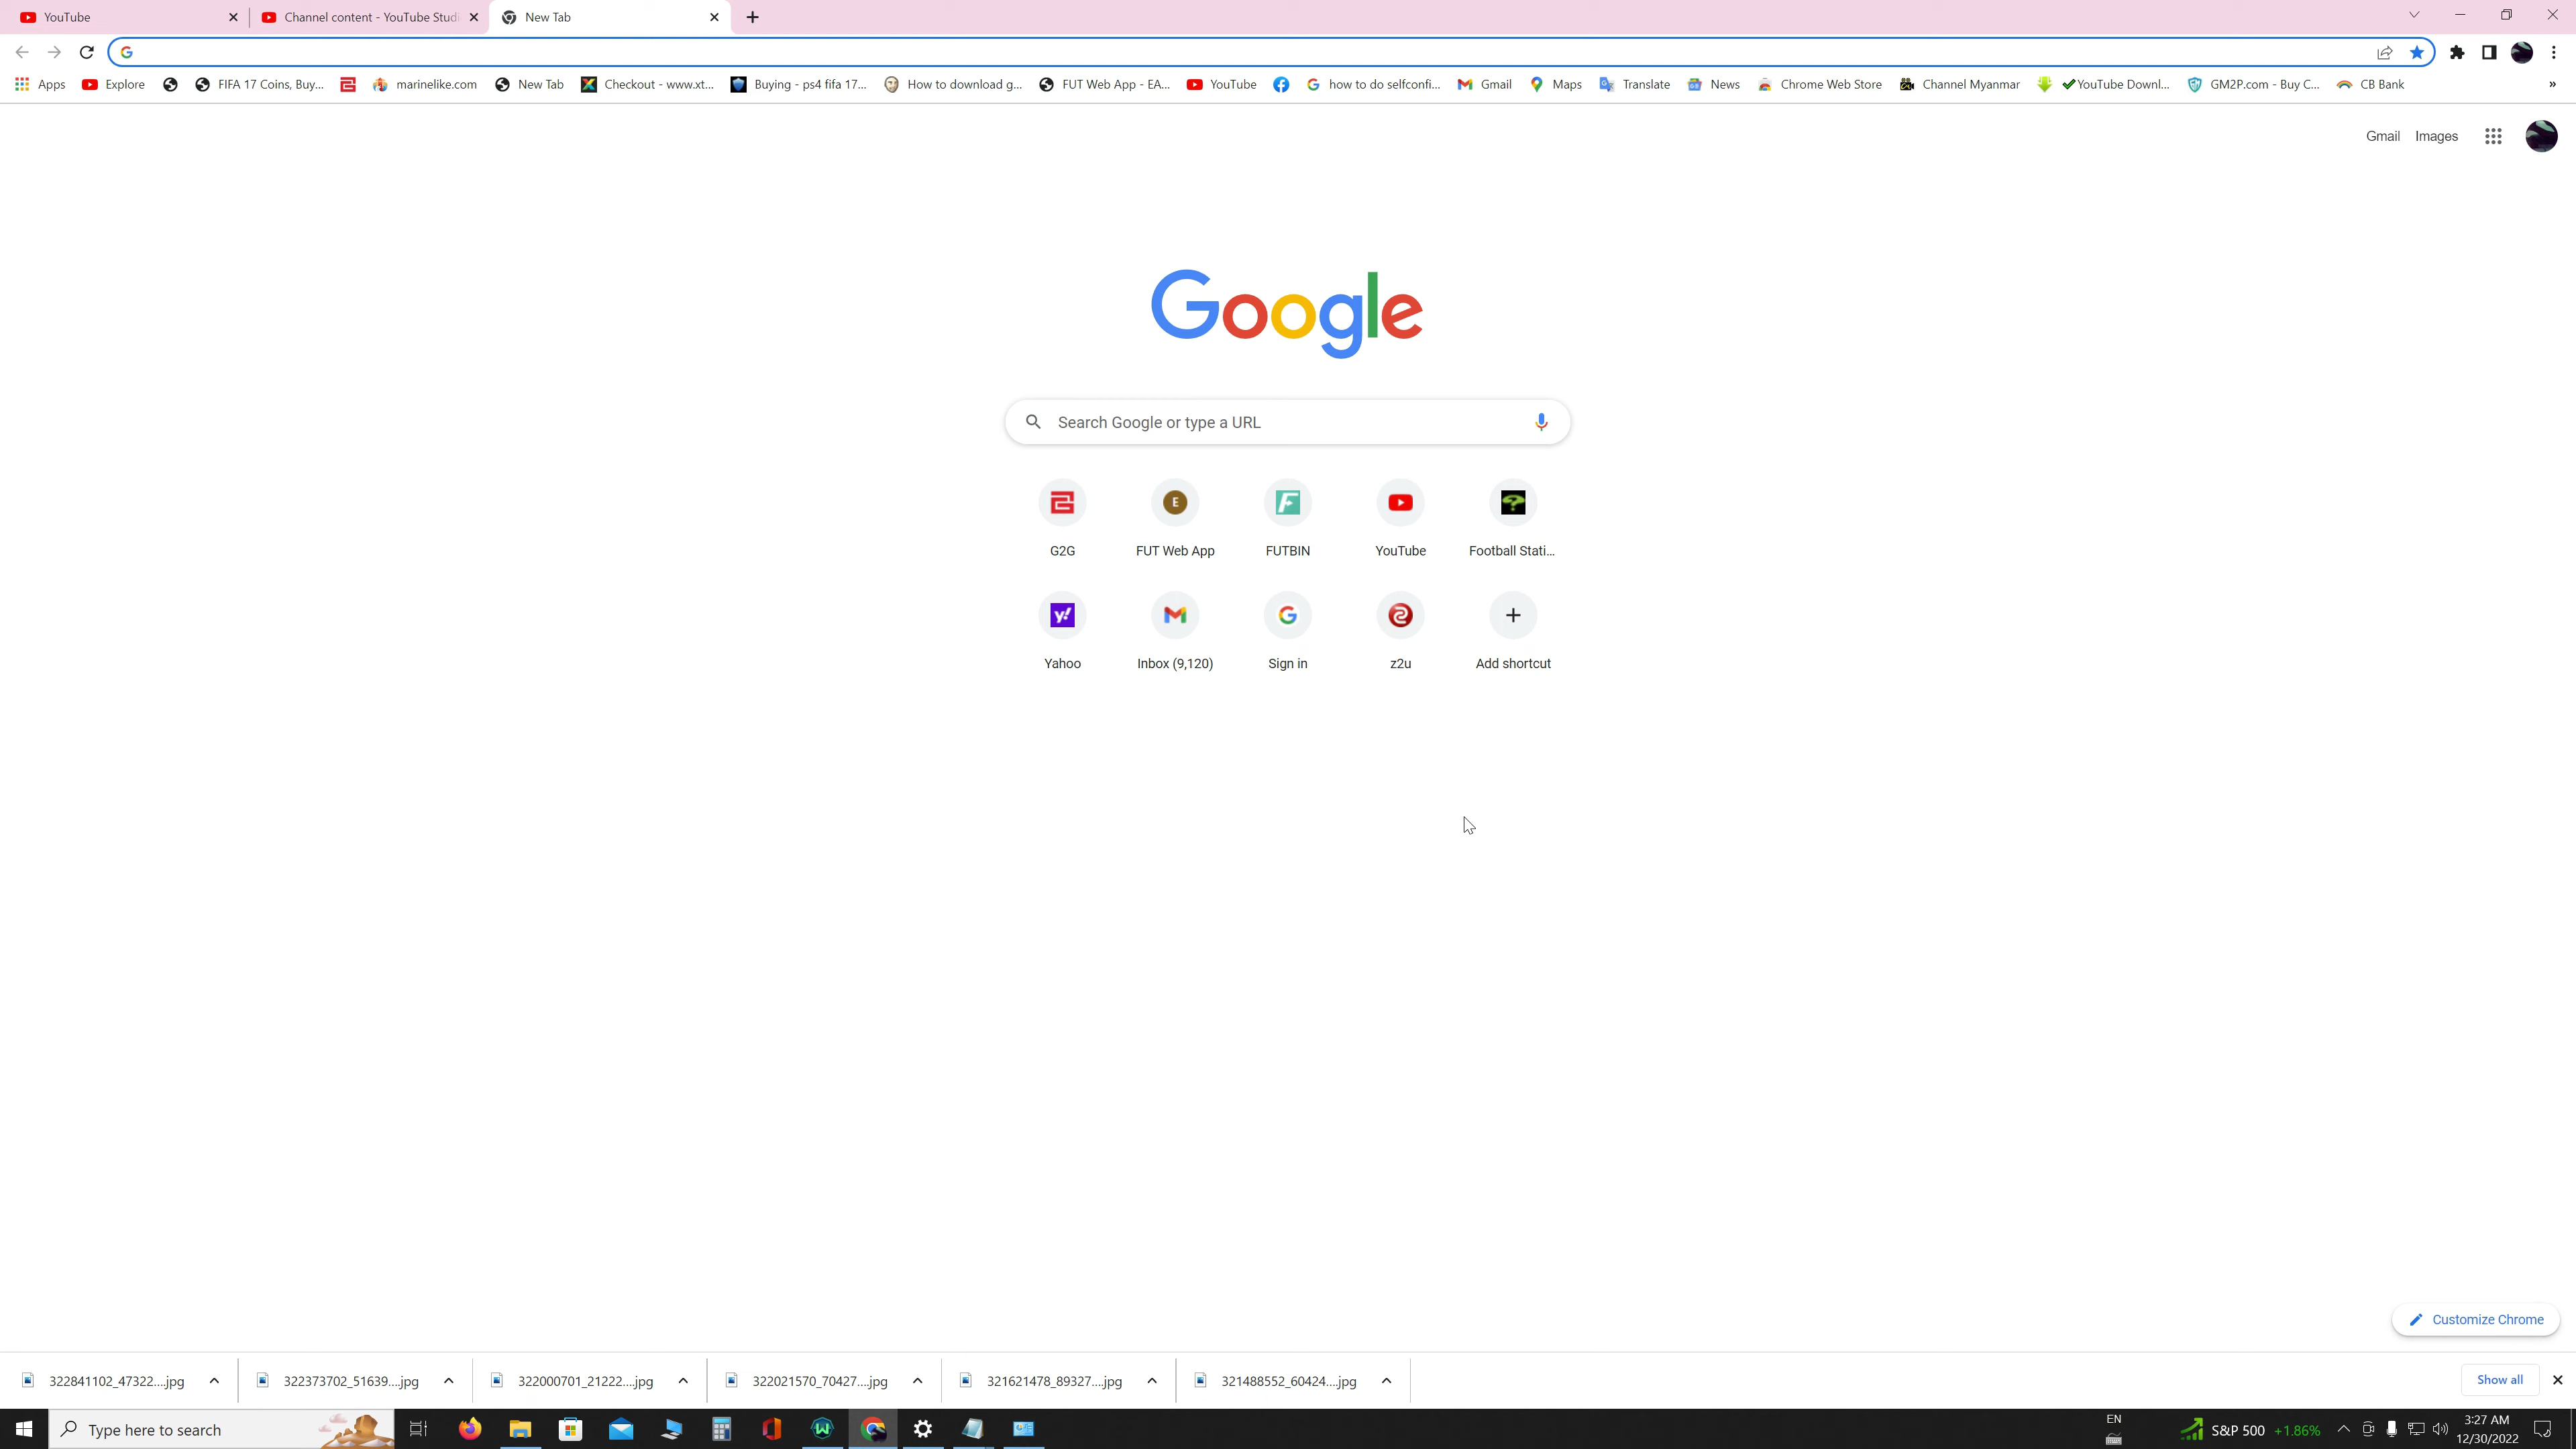 YouTube
Channel content - YouTube Studi
New Tab
Apps
Explore
FIFA 17 Coins, Buy...
marinelike.com
New Tab
Checkout - www.xt...
Buying - ps4 fifa 17...
How to download g...
FUT Web App - EA...
YouTube
how to do selfconfi...
Gmail
Maps
Translate
News
Chrome Web Store
Channel Myanmar
YouTube Downl...
GM2P.com - Buy C...
CB Bank
»
Gmail
Images
Google
Search Google or type a URL
G2G
E
FUT Web App
FUTBIN
YouTube
Football Stati...
Yahoo
Inbox (9,120)
Sign in
z2u
Add shortcut
Customize Chrome
322841102_47322....jpg
322373702_51639....jpg
322000701_21222....jpg
322021570_70427....jpg
321621478_89327....jpg
321488552_60424....jpg
Show all
Type here to search
EN
S&P 500 +1.86%
3:27 AM
12/30/2022